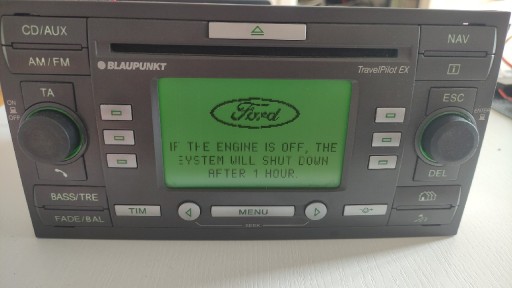 CD/AUX
NAV
AM/FM
BLAUPUNKT
TravelPilot EX
TA
ESC
ON
OFF
Ford
IF THE ENGINE IS OFF, THE
SYSTEM WILL SHUT DOWN
AFTER 1 HOUR.
DEL
BASS/TRE
FADE/BAL
TIM
MENU